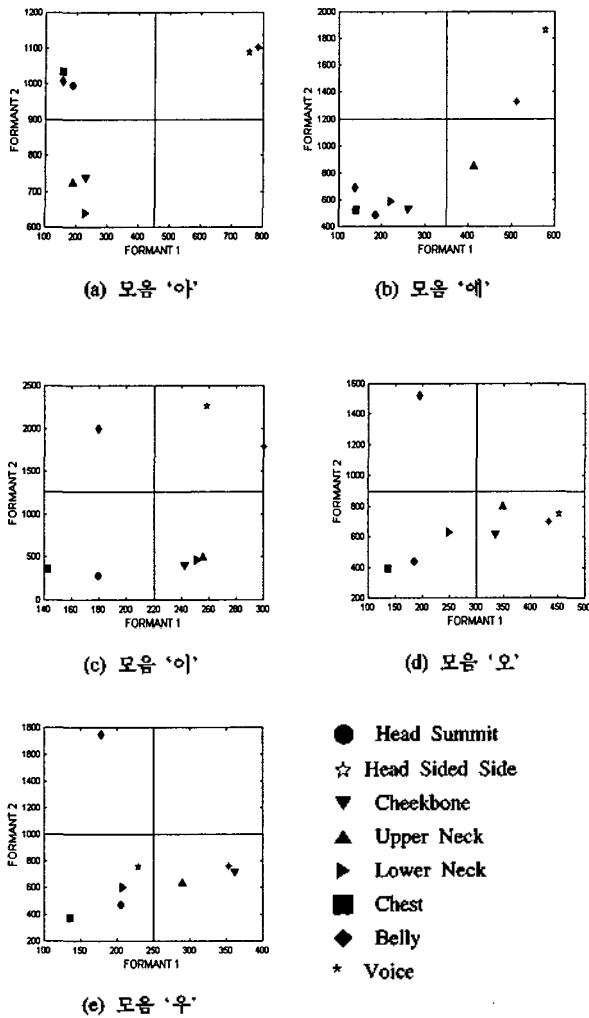 1200
1100
1000
900
800
700
600
FORMANT 2
100 200 300 400 500 600 700 800
FORMANT 1
(a) 모음 ‘아’
2000
1800
1600
1400
1200
1000
800
600
400
FORMANT 2
100 200 300 400 500 600
FORMANT 1
(b) 모음 ‘에’
2500
2000
1500
1000
500
0
FORMANT 2
140 160 180 200 220 240 260 280 300
FORMANT 1
(c) 모음 ‘이’
1600
1400
1200
1000
800
600
400
200
FORMANT 2
100 150 200 250 300 350 400 450 500
FORMANT 1
(d) 모음 ‘오’
1800
1600
1400
1200
1000
800
600
400
200
FORMANT 2
100 150 200 250 300 350 400
FORMANT 1
(e) 모음 ‘우’
Head Summit
Head Sided Side
Cheekbone
Upper Neck
Lower Neck
Chest
Belly
Voice